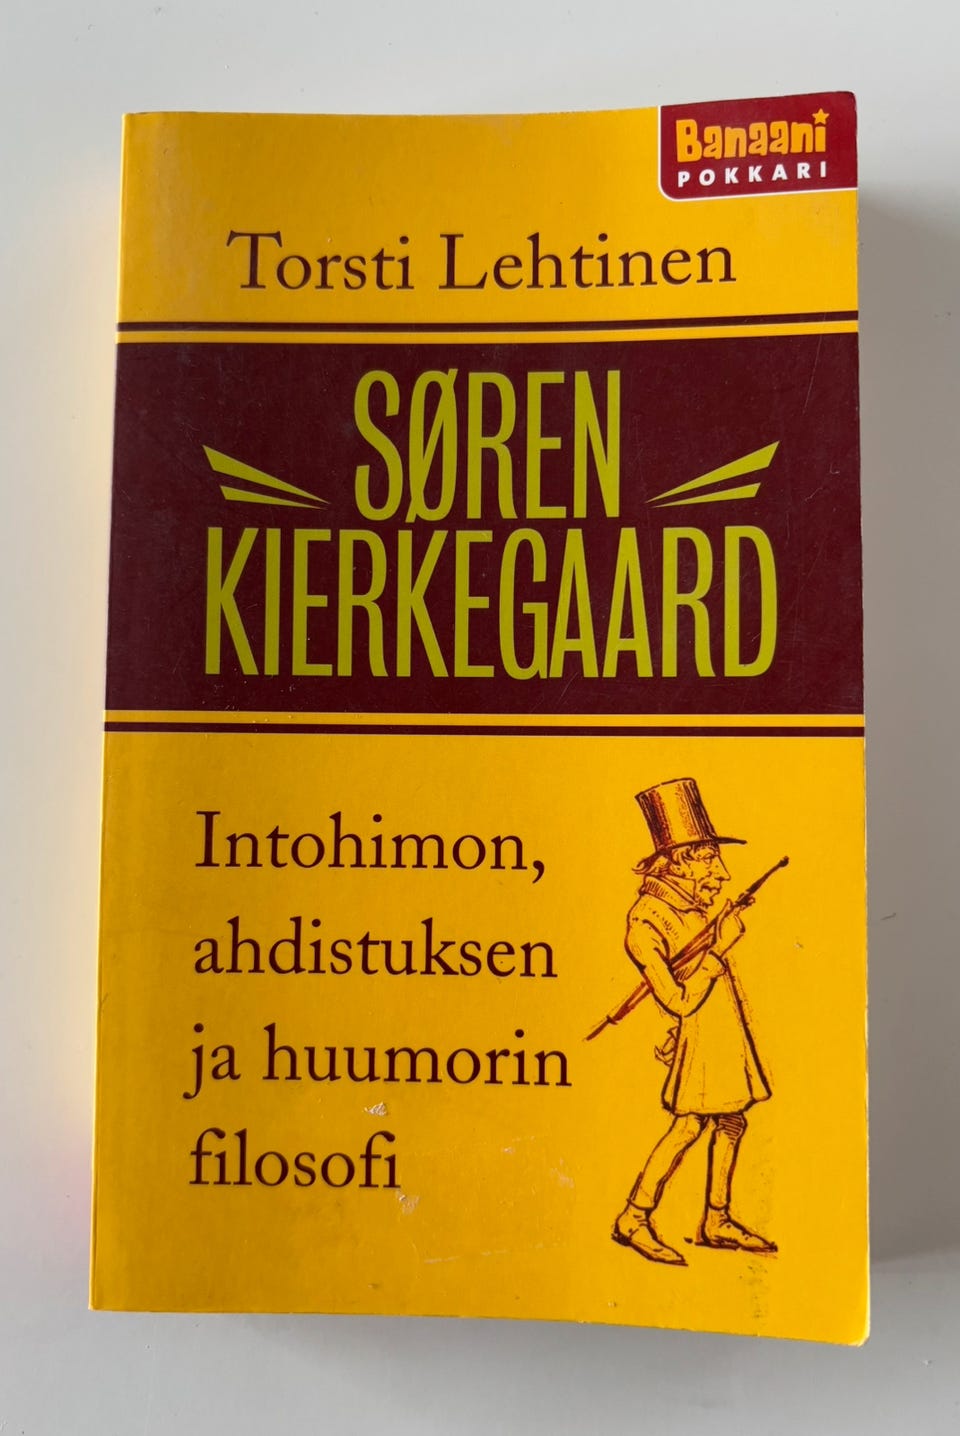 Banaani
POKKARI
Torsti Lehtinen
SØREN
KIERKEGAARD
Intohimon,
ahdistuksen
ja huumorin
filosofi